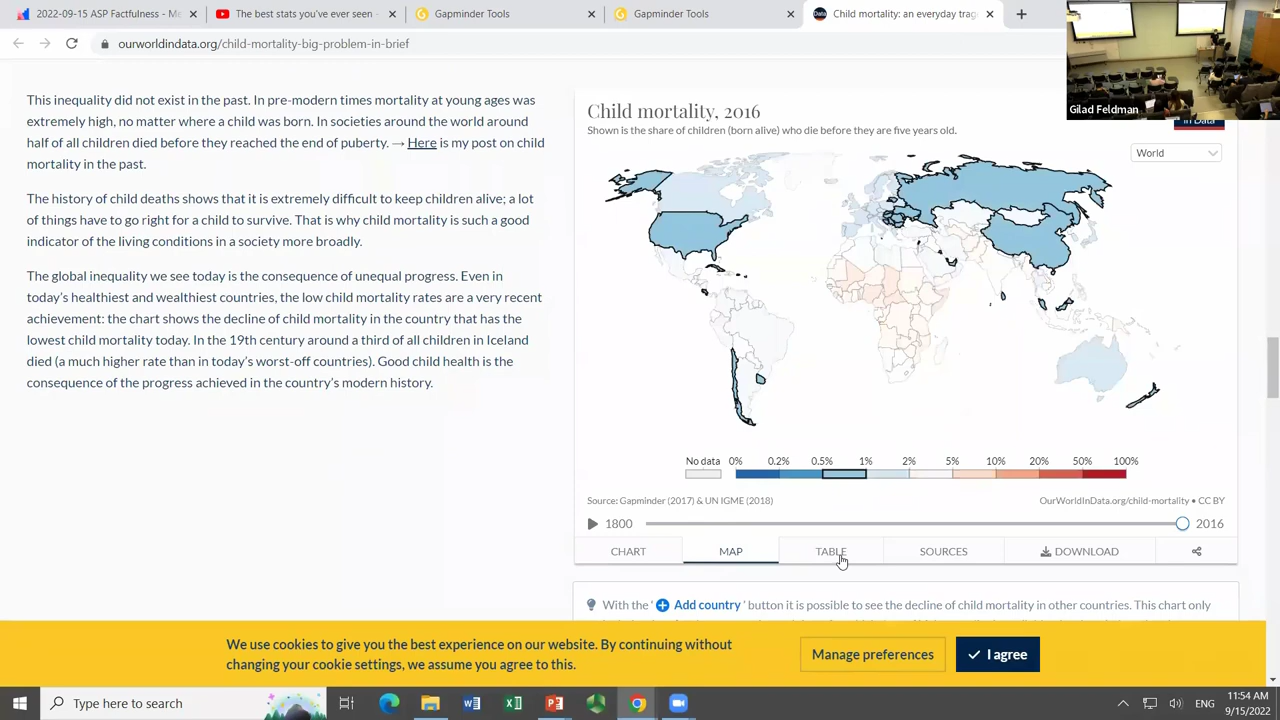 2022-09-15 ASP Factfulness - Me
The best stats you've ever seen
Gapminder Tools
Gapminder Tools
Child mortality: an everyday trag
ourworldindata.org/child-mortality-big-problem-in-brief
Gilad Feldman
This inequality did not exist in the past. In pre-modern times mortality at young ages was
extremely high, no matter where a child was born. In societies around the world around
half of all children died before they reached the end of puberty. → Here is my post on child
mortality in the past.
The history of child deaths shows that it is extremely difficult to keep children alive; a lot
of things have to go right for a child to survive. That is why child mortality is such a good
indicator of the living conditions in a society more broadly.
The global inequality we see today is the consequence of unequal progress. Even in
today's healthiest and wealthiest countries, the low child mortality rates are a very recent
achievement: the chart shows the decline of child mortality in the country that has the
lowest child mortality today. In the 19th century around a third of all children in Iceland
died (a much higher rate than in today's worst-off countries). Good child health is the
consequence of the progress achieved in the country's modern history.
Child mortality, 2016
Shown is the share of children (born alive) who die before they are five years old.
in Data
World
No data 0% 0.2% 0.5% 1% 2% 5% 10% 20% 50% 100%
Source: Gapminder (2017) & UN IGME (2018)
OurWorldInData.org/child-mortality • CC BY
1800
2016
CHART MAP TABLE SOURCES DOWNLOAD
With the ' Add country ' button it is possible to see the decline of child mortality in other countries. This chart only
We use cookies to give you the best experience on our website. By continuing without
changing your cookie settings, we assume you agree to this.
Manage preferences
I agree
Type here to search
ENG
11:54 AM
9/15/2022